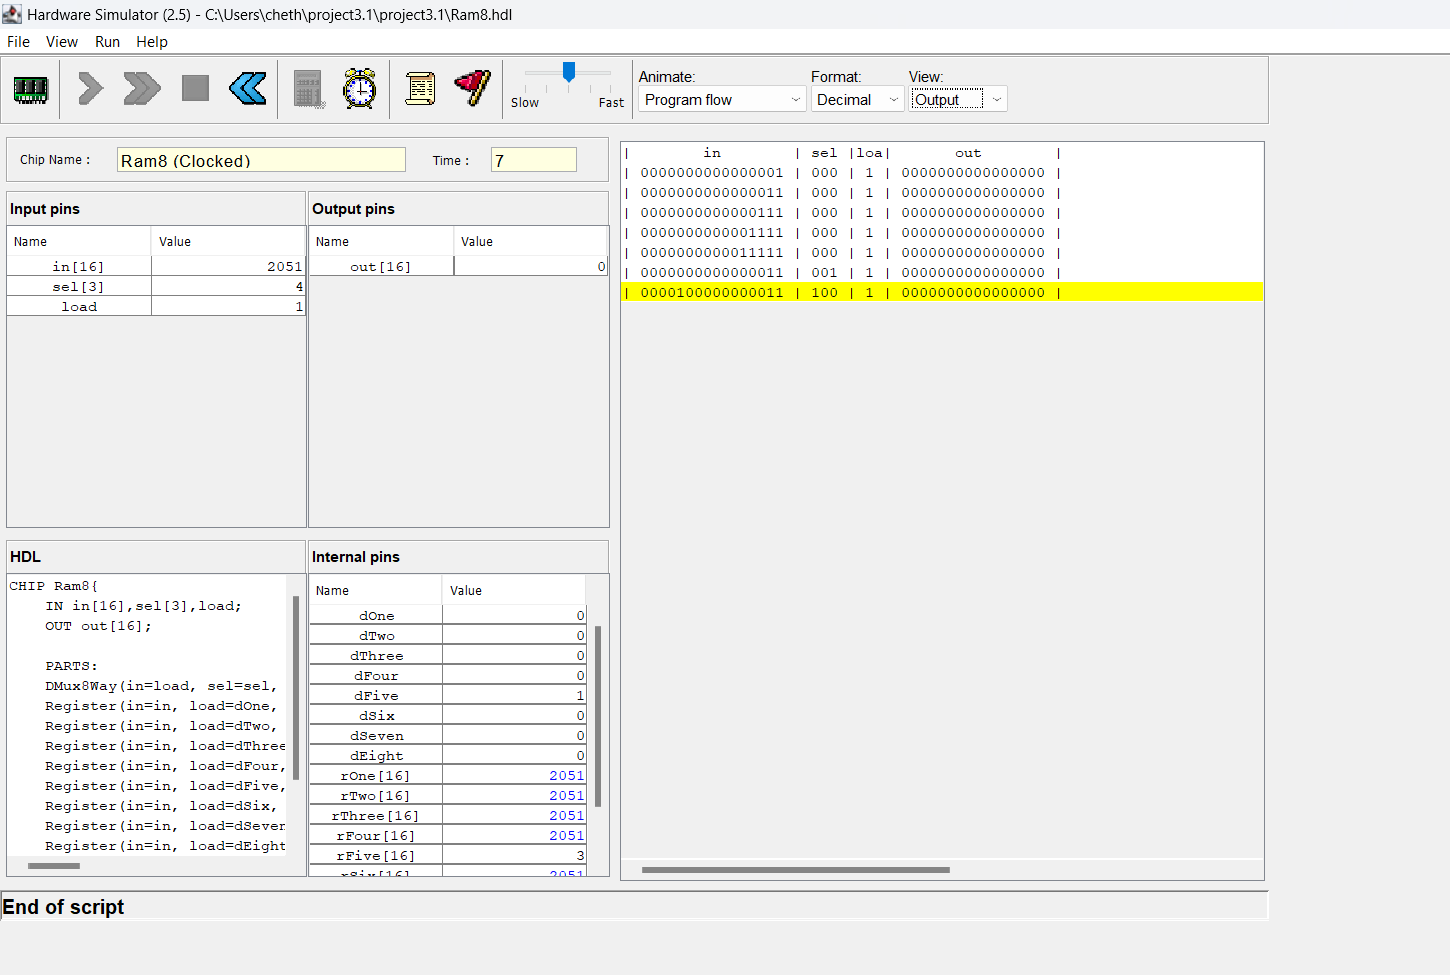 Hardware Simulator (2.5) - C:\Users\cheth\project3.1\project3.1\Ram8.hdl
File View Run Help
Slow Fast
Animate: Format: View:
Program flow Decimal Output
Chip Name : Ram8 (Clocked) Time : 7
Input pins
Name Value
in[16] 2051
sel[3] 4
load 1
Output pins
Name Value
out[16] 0
| in | sel |loa| out |
| 0000000000000001 | 000 | 1 | 0000000000000000 |
| 0000000000000011 | 000 | 1 | 0000000000000000 |
| 0000000000000111 | 000 | 1 | 0000000000000000 |
| 0000000000001111 | 000 | 1 | 0000000000000000 |
| 0000000000011111 | 000 | 1 | 0000000000000000 |
| 0000000000000011 | 001 | 1 | 0000000000000000 |
| 0000100000000011 | 100 | 1 | 0000000000000000 |
HDL
CHIP Ram8{
IN in[16],sel[3],load;
OUT out[16];
PARTS:
DMux8Way(in=load, sel=sel,
Register(in=in, load=dOne,
Register(in=in, load=dTwo,
Register(in=in, load=dThree
Register(in=in, load=dFour,
Register(in=in, load=dFive,
Register(in=in, load=dSix,
Register(in=in, load=dSeven
Register(in=in, load=dEight
Internal pins
Name Value
dOne 0
dTwo 0
dThree 0
dFour 0
dFive 1
dSix 0
dSeven 0
dEight 0
rOne[16] 2051
rTwo[16] 2051
rThree[16] 2051
rFour[16] 2051
rFive[16] 3
rSix[16] 2051
End of script